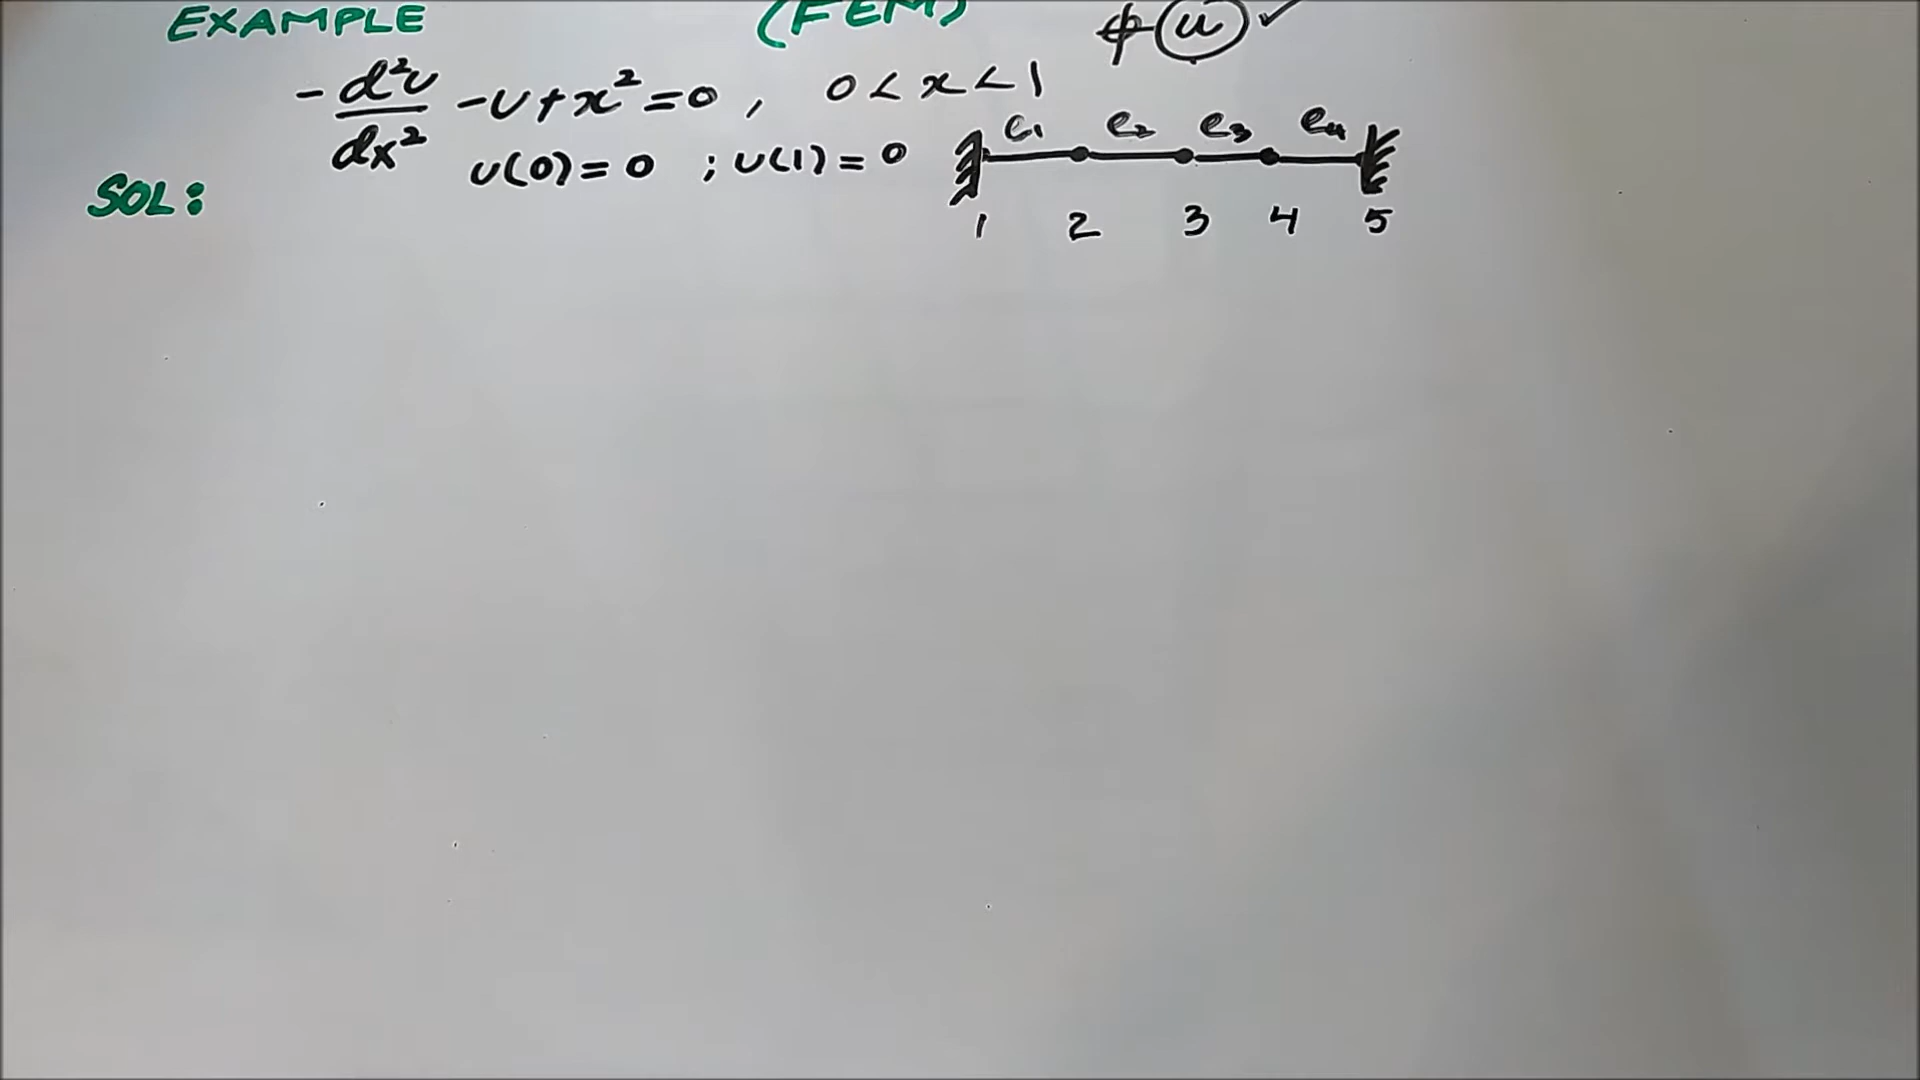 EXAMPLE (FEM) ϕ u ✓
-d²u/dx² -u+x²=0, 0<x<1
u(0)=0 ; u(1)=0
e₁ e₂ e₃ e₄
1 2 3 4 5
SOL: